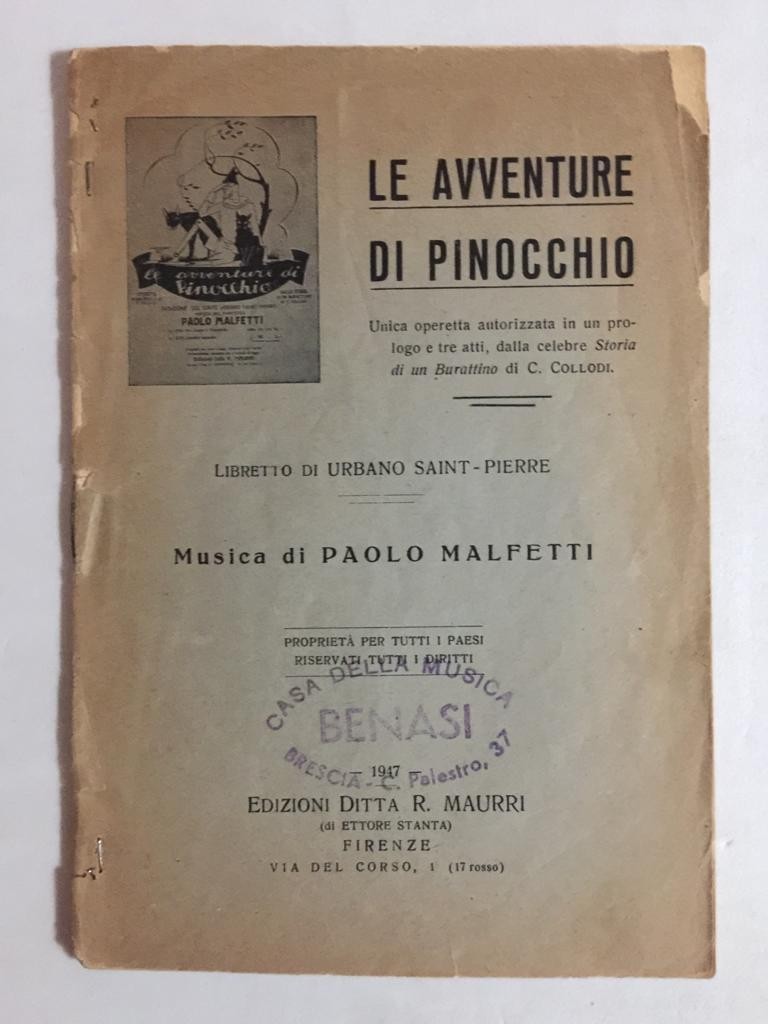 le avventure di
Pinocchio
PAOLO MALFETTI
LE AVVENTURE
DI PINOCCHIO
Unica operetta autorizzata in un pro-
logo e tre atti, dalla celebre Storia
di un Burattino di C. COLLODI.
LIBRETTO DI URBANO SAINT-PIERRE
Musica di PAOLO MALFETTI
PROPRIETÀ PER TUTTI I PAESI
RISERVATI TUTTI I DIRITTI
CASA DELLA MUSICA
BENASI
BRESCIA - C. Palestro, 37
— 1947 —
EDIZIONI DITTA R. MAURRI
(di ETTORE STANTA)
FIRENZE
VIA DEL CORSO, 1 (17 rosso)